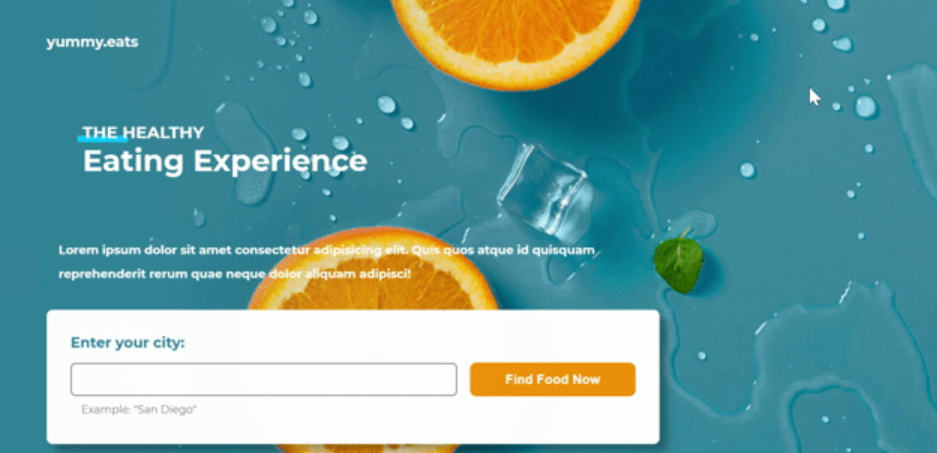 yummy.eats
THE HEALTHY
Eating Experience
Lorem ipsum dolor sit amet consectetur adipisicing elit. Quis quos atque id quisquam
reprehenderit rerum quae neque dolor aliquam adipisci!
Enter your city:
Find Food Now
Example: "San Diego"